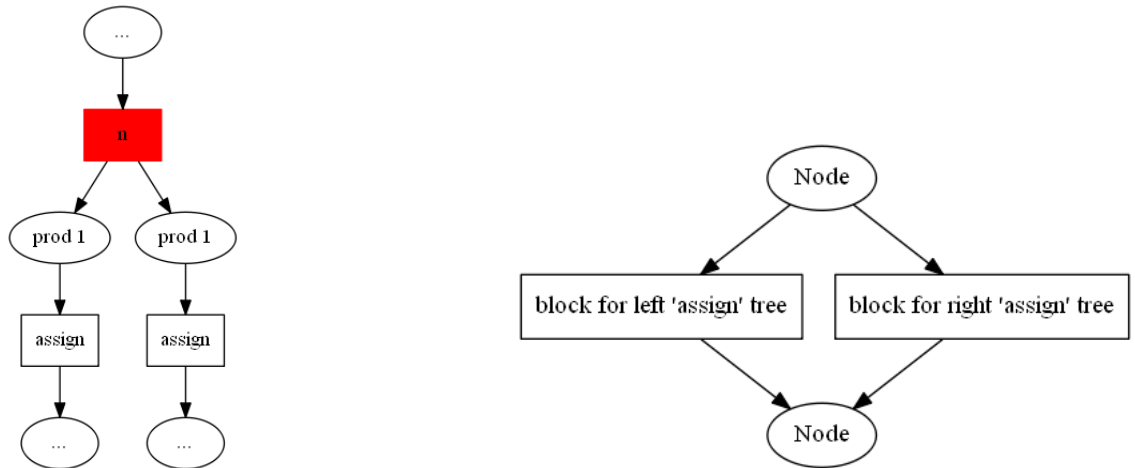 ...
n
prod 1
prod 1
assign
assign
...
...
Node
block for left 'assign' tree
block for right 'assign' tree
Node